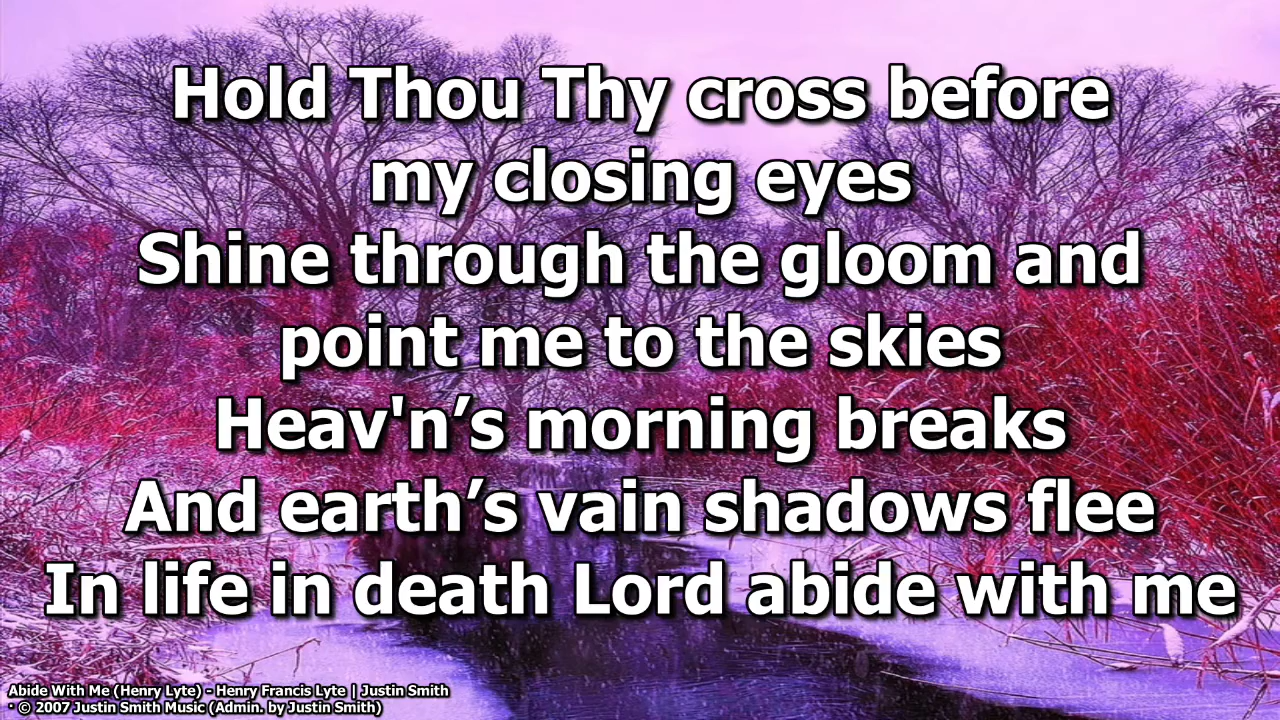 Hold Thou Thy cross before
my closing eyes
Shine through the gloom and
point me to the skies
Heav'n’s morning breaks
And earth’s vain shadows flee
In life in death Lord abide with me
Abide With Me (Henry Lyte) - Henry Francis Lyte | Justin Smith
· © 2007 Justin Smith Music (Admin. by Justin Smith)